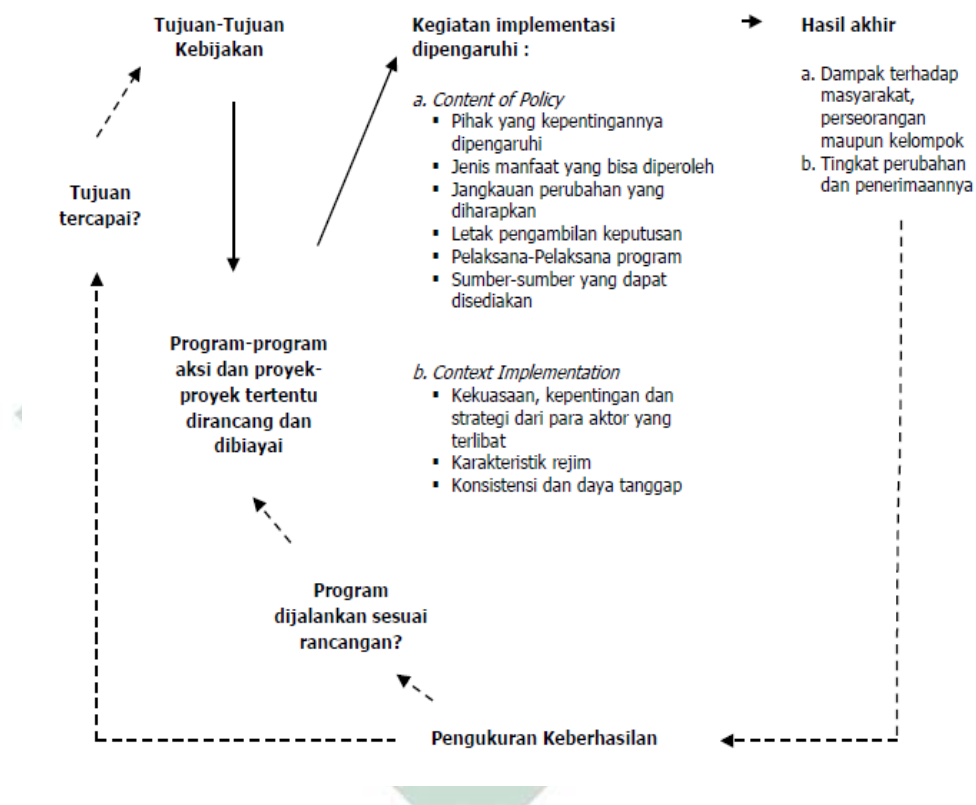 Tujuan-Tujuan
Kebijakan
Kegiatan implementasi
dipengaruhi :
a. Content of Policy
▪ Pihak yang kepentingannya
dipengaruhi
▪ Jenis manfaat yang bisa diperoleh
▪ Jangkauan perubahan yang
diharapkan
▪ Letak pengambilan keputusan
▪ Pelaksana-Pelaksana program
▪ Sumber-sumber yang dapat
disediakan
b. Context Implementation
▪ Kekuasaan, kepentingan dan
strategi dari para aktor yang
terlibat
▪ Karakteristik rejim
▪ Konsistensi dan daya tanggap
Hasil akhir
a. Dampak terhadap
masyarakat,
perseorangan
maupun kelompok
b. Tingkat perubahan
dan penerimaannya
Tujuan
tercapai?
Program-program
aksi dan proyek-
proyek tertentu
dirancang dan
dibiayai
Program
dijalankan sesuai
rancangan?
Pengukuran Keberhasilan